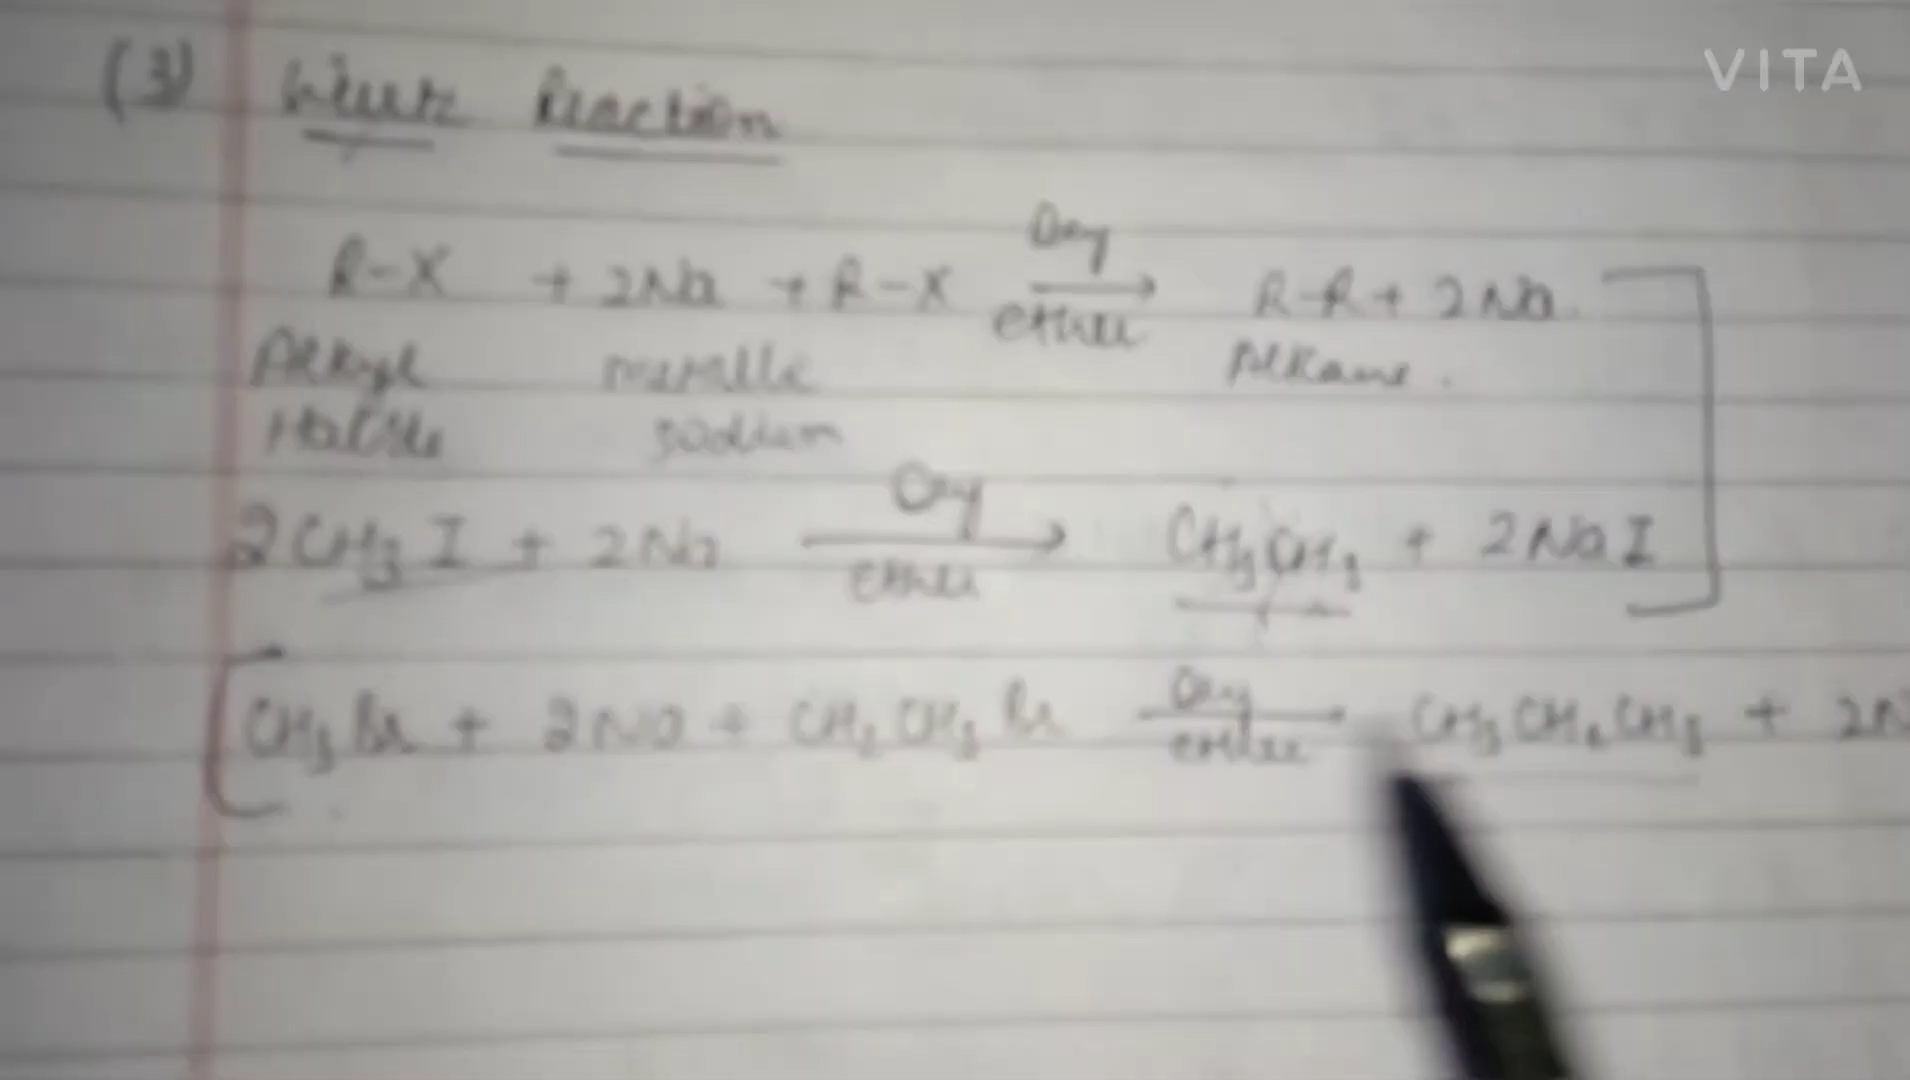 VITA
(3) Wurtz Reaction
R-X + 2Na + R-X Dry ether → R-R + 2Na
Alkyl metallic Alkane.
Halide sodium
2CH3I + 2Na Dry ether → CH3CH3 + 2NaI
CH3Br + 2Na + CH2CH3Br Dry ether → CH3CH2CH3 + 2N